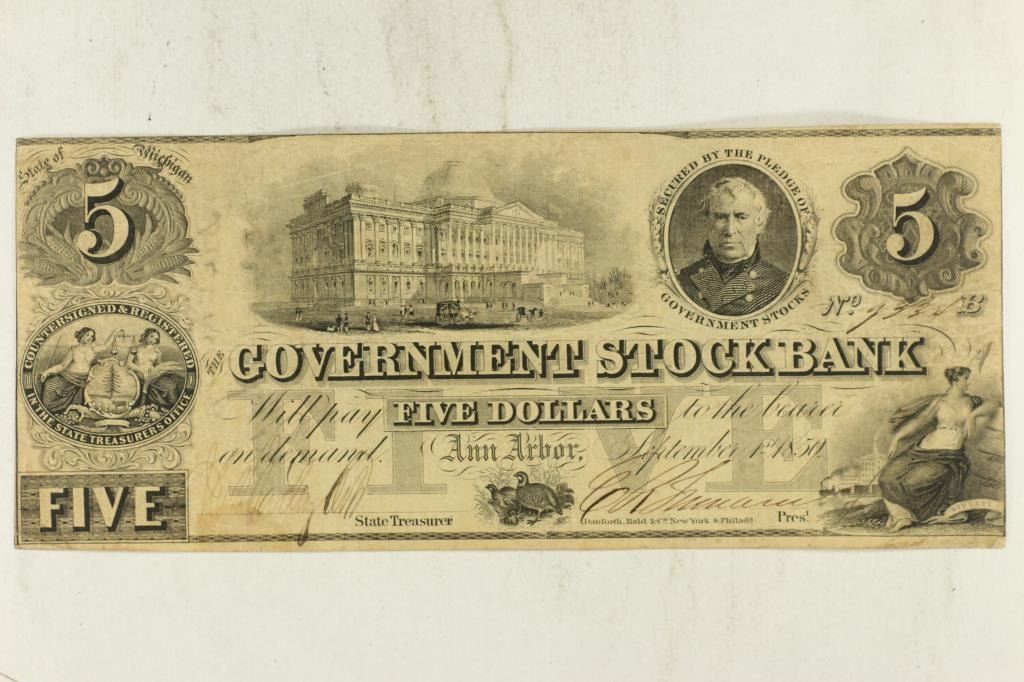 State of Michigan
5
SECURED BY THE PLEDGE OF
GOVERNMENT STOCKS
5
No. B
COUNTERSIGNED & REGISTERED
IN THE STATE TREASURERS OFFICE
THE GOVERNMENT STOCK BANK
Will pay FIVE DOLLARS to the bearer
on demand. Ann Arbor, September 1st 1850.
FIVE
FIVE
State Treasurer
Danforth, Bald & Co. New York & Philada.
Prest.